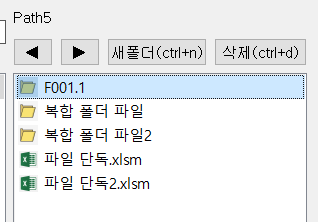 Path5
◀ ▶ 새폴더(ctrl+n) 삭제(ctrl+d)
F001.1
복합 폴더 파일
복합 폴더 파일2
파일 단독.xlsm
파일 단독2.xlsm